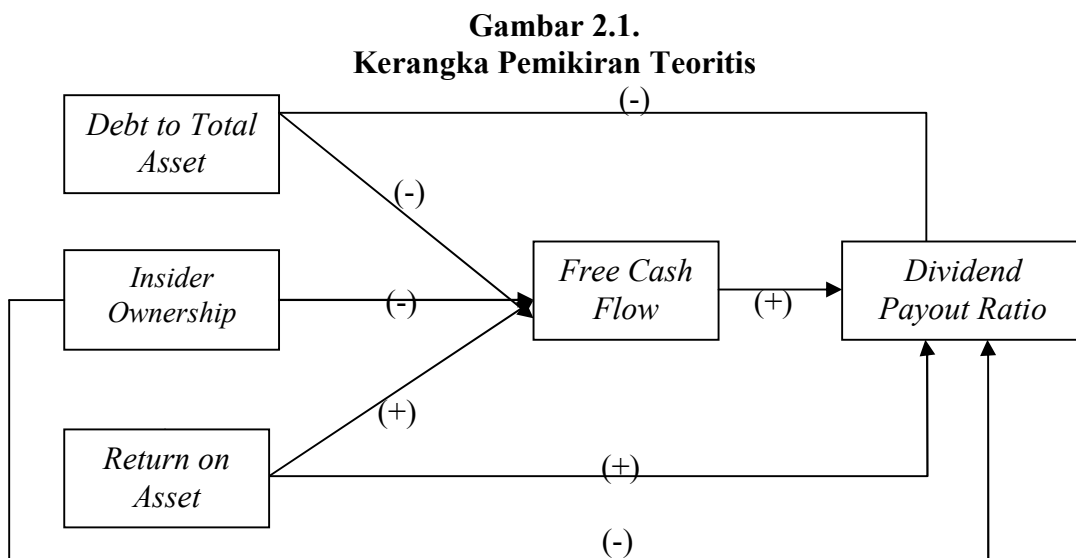 Gambar 2.1.
Kerangka Pemikiran Teoritis
(-)
Debt to Total
Asset
(-)
Insider
Ownership
(-)
Free Cash
Flow
(+)
Dividend
Payout Ratio
(+)
Return on
Asset
(+)
(-)